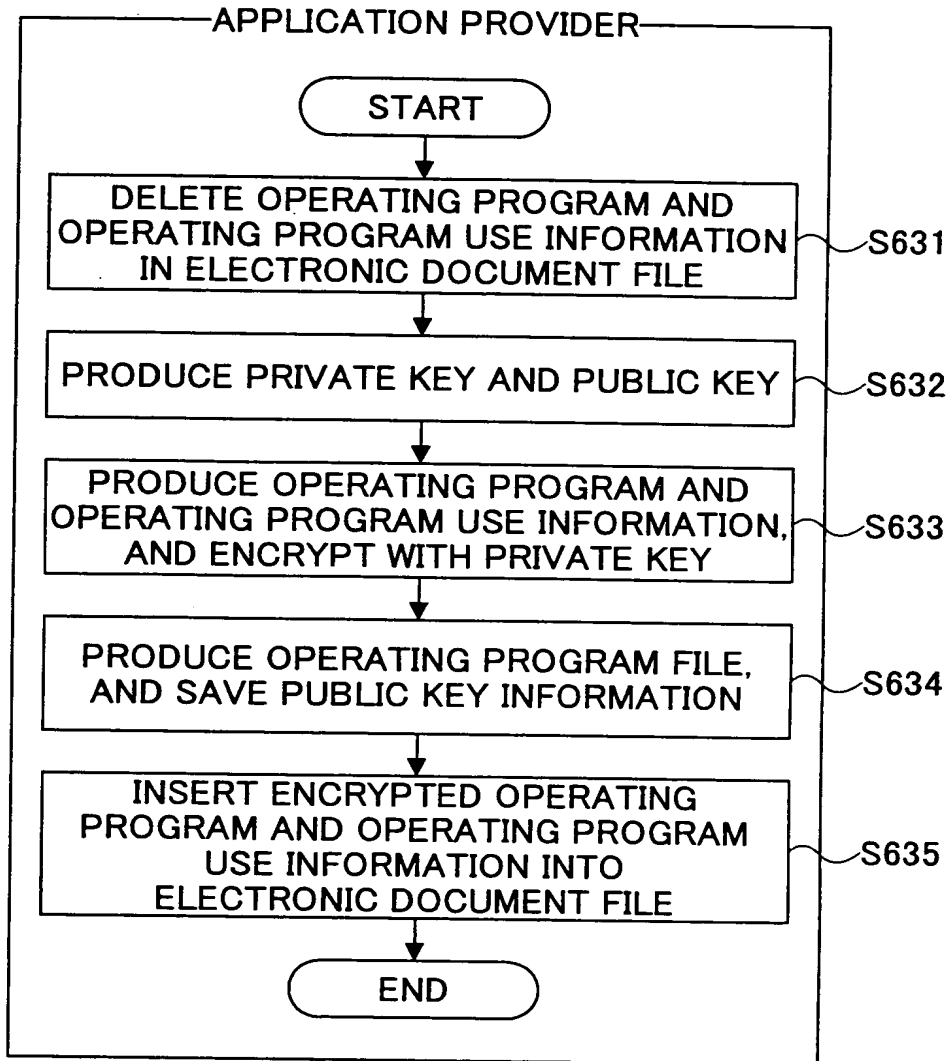 APPLICATION PROVIDER
START
DELETE OPERATING PROGRAM AND
OPERATING PROGRAM USE INFORMATION
IN ELECTRONIC DOCUMENT FILE
S631
PRODUCE PRIVATE KEY AND PUBLIC KEY
S632
PRODUCE OPERATING PROGRAM AND
OPERATING PROGRAM USE INFORMATION,
AND ENCRYPT WITH PRIVATE KEY
S633
PRODUCE OPERATING PROGRAM FILE,
AND SAVE PUBLIC KEY INFORMATION
S634
INSERT ENCRYPTED OPERATING
PROGRAM AND OPERATING PROGRAM
USE INFORMATION INTO
ELECTRONIC DOCUMENT FILE
S635
END